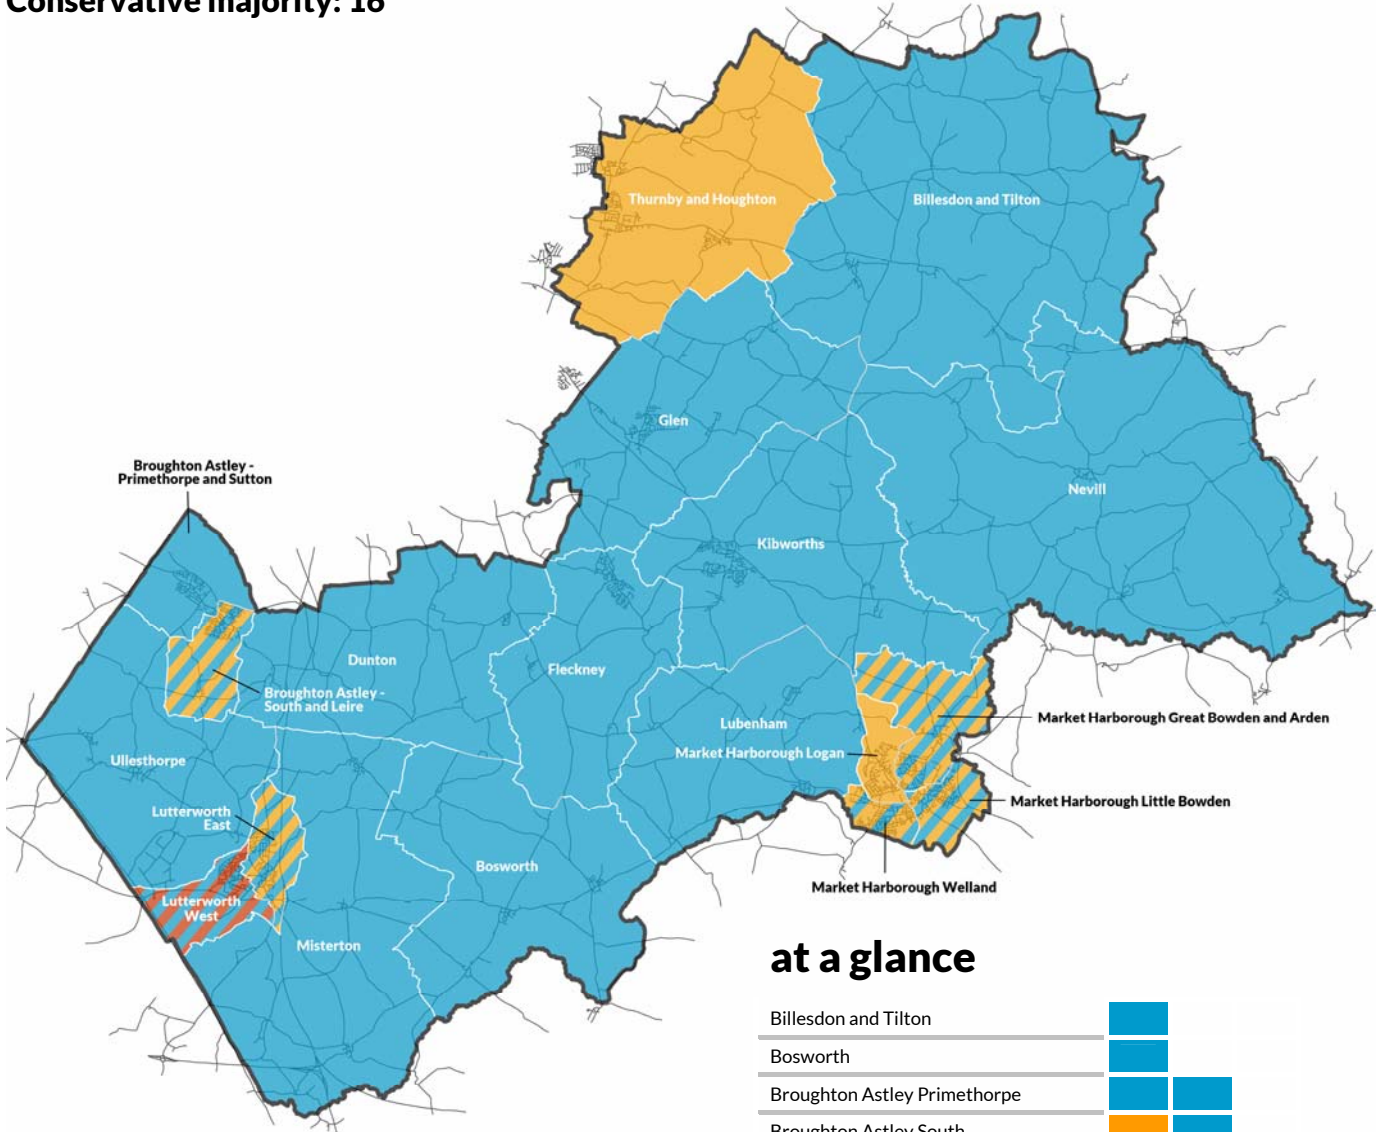 Conservative majority: 16
Thurnby and Houghton
Billesdon and Tilton
Glen
Broughton Astley -
Primethorpe and Sutton
Nevill
Kibworths
Dunton
Fleckney
Broughton Astley -
South and Leire
Lubenham
Market Harborough Great Bowden and Arden
Market Harborough Logan
Ullesthorpe
Market Harborough Little Bowden
Lutterworth
East
Bosworth
Market Harborough Welland
Lutterworth
West
Misterton
at a glance
Billesdon and Tilton
Bosworth
Broughton Astley Primethorpe
Broughton Astley South